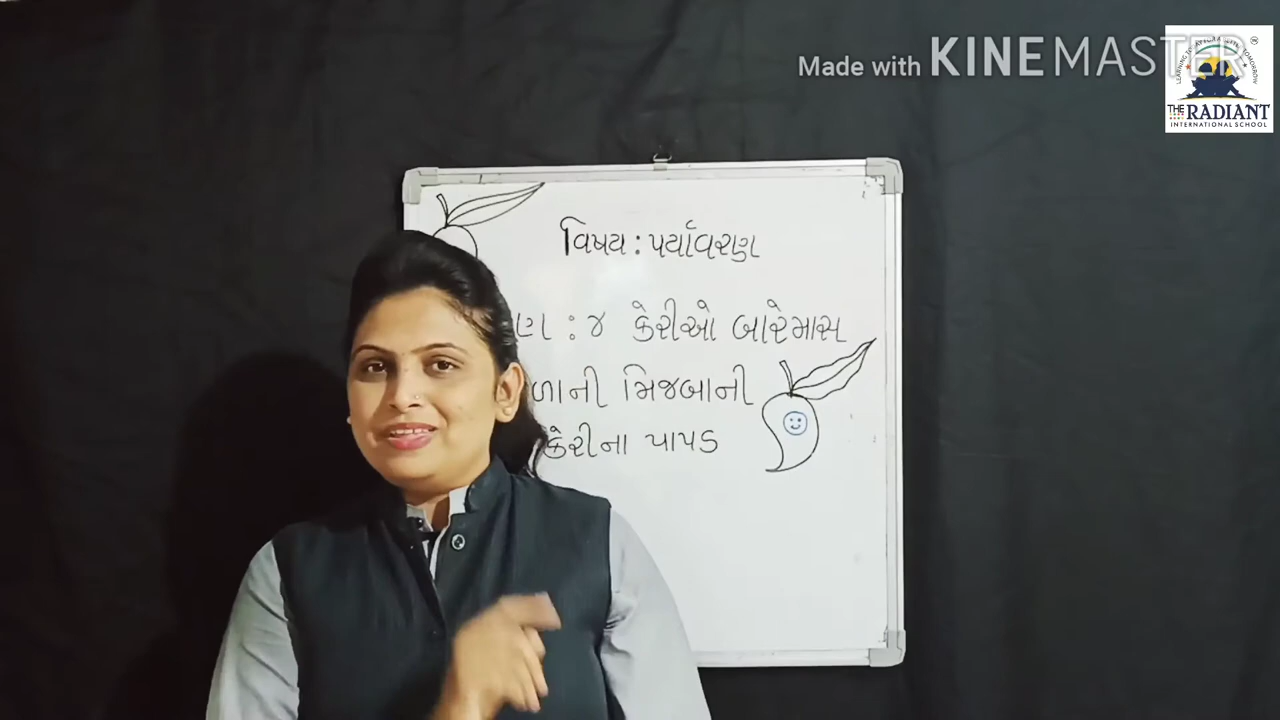 Made with KINEMASTER
THE RADIANT
INTERNATIONAL SCHOOL
વિષય : પર્યાવરણ
: ૪ કેરીઓ બારેમાસ
મિજબાની
કેરીના પાપડ